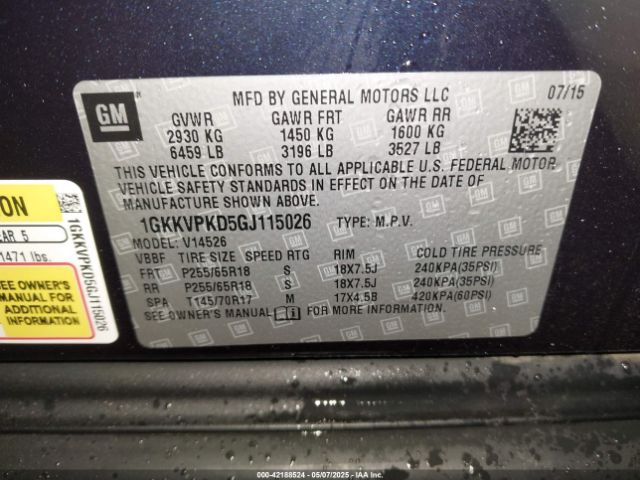 MFD BY GENERAL MOTORS LLC 07/15
GM
GVWR GAWR FRT GAWR RR
2930 KG 1450 KG 1600 KG
6459 LB 3196 LB 3527 LB
THIS VEHICLE CONFORMS TO ALL APPLICABLE U.S. FEDERAL MOTOR
VEHICLE SAFETY STANDARDS IN EFFECT ON THE DATE OF
MANUFACTURE SHOWN ABOVE.
1GKKVPKD5GJ115026 TYPE: M.P.V.
MODEL: V14526
VBBF TIRE SIZE SPEED RTG RIM COLD TIRE PRESSURE
FRT P255/65R18 S 18X7.5J 240KPA(35PSI)
RR P255/65R18 S 18X7.5J 240KPA(35PSI)
SPA T145/70R17 M 17X4.5B 420KPA(60PSI)
SEE OWNER'S MANUAL FOR MORE INFORMATION
ON
EAR 5
1471 lbs.
SEE OWNER'S
MANUAL FOR
ADDITIONAL
INFORMATION
1GKKVPKD5GJ115026
000-42188524 05/07/2025 IAAI.COM